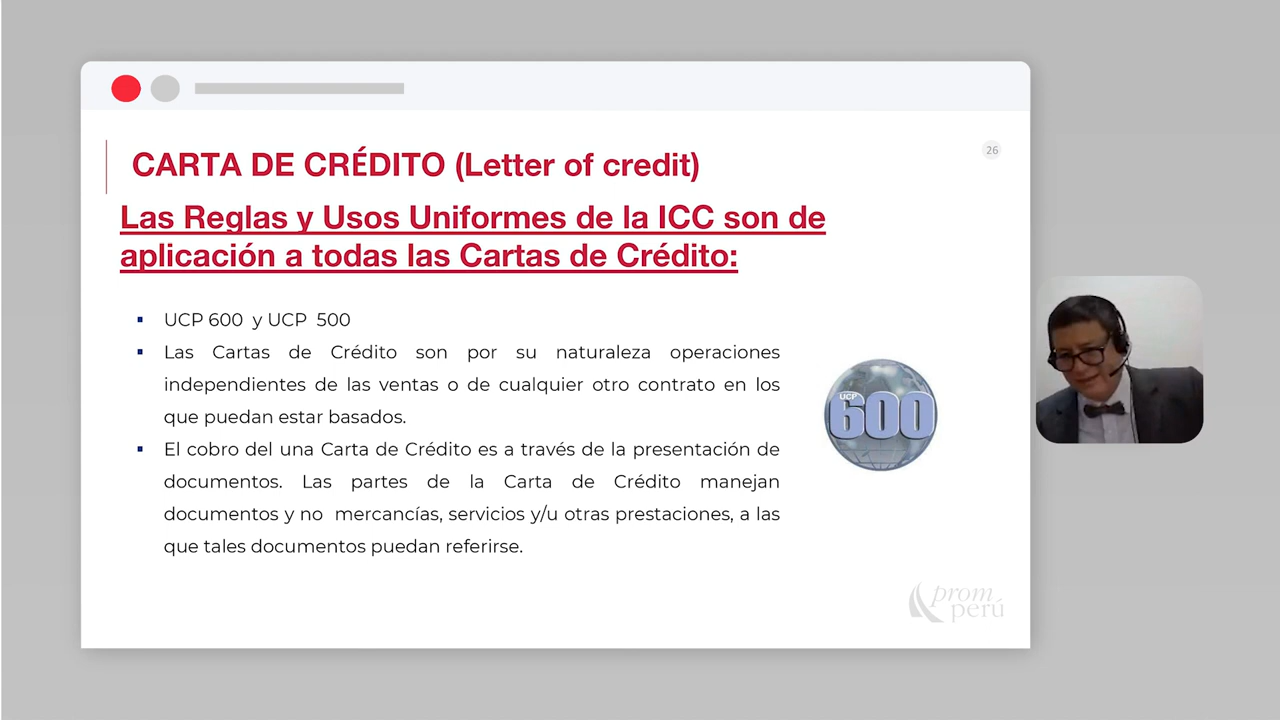 26
CARTA DE CRÉDITO (Letter of credit)
Las Reglas y Usos Uniformes de la ICC son de
aplicación a todas las Cartas de Crédito:
UCP 600 y UCP 500
Las Cartas de Crédito son por su naturaleza operaciones
independientes de las ventas o de cualquier otro contrato en los
que puedan estar basados.
El cobro del una Carta de Crédito es a través de la presentación de
documentos. Las partes de la Carta de Crédito manejan
documentos y no mercancías, servicios y/u otras prestaciones, a las
que tales documentos puedan referirse.
UCP
600
prom
perú